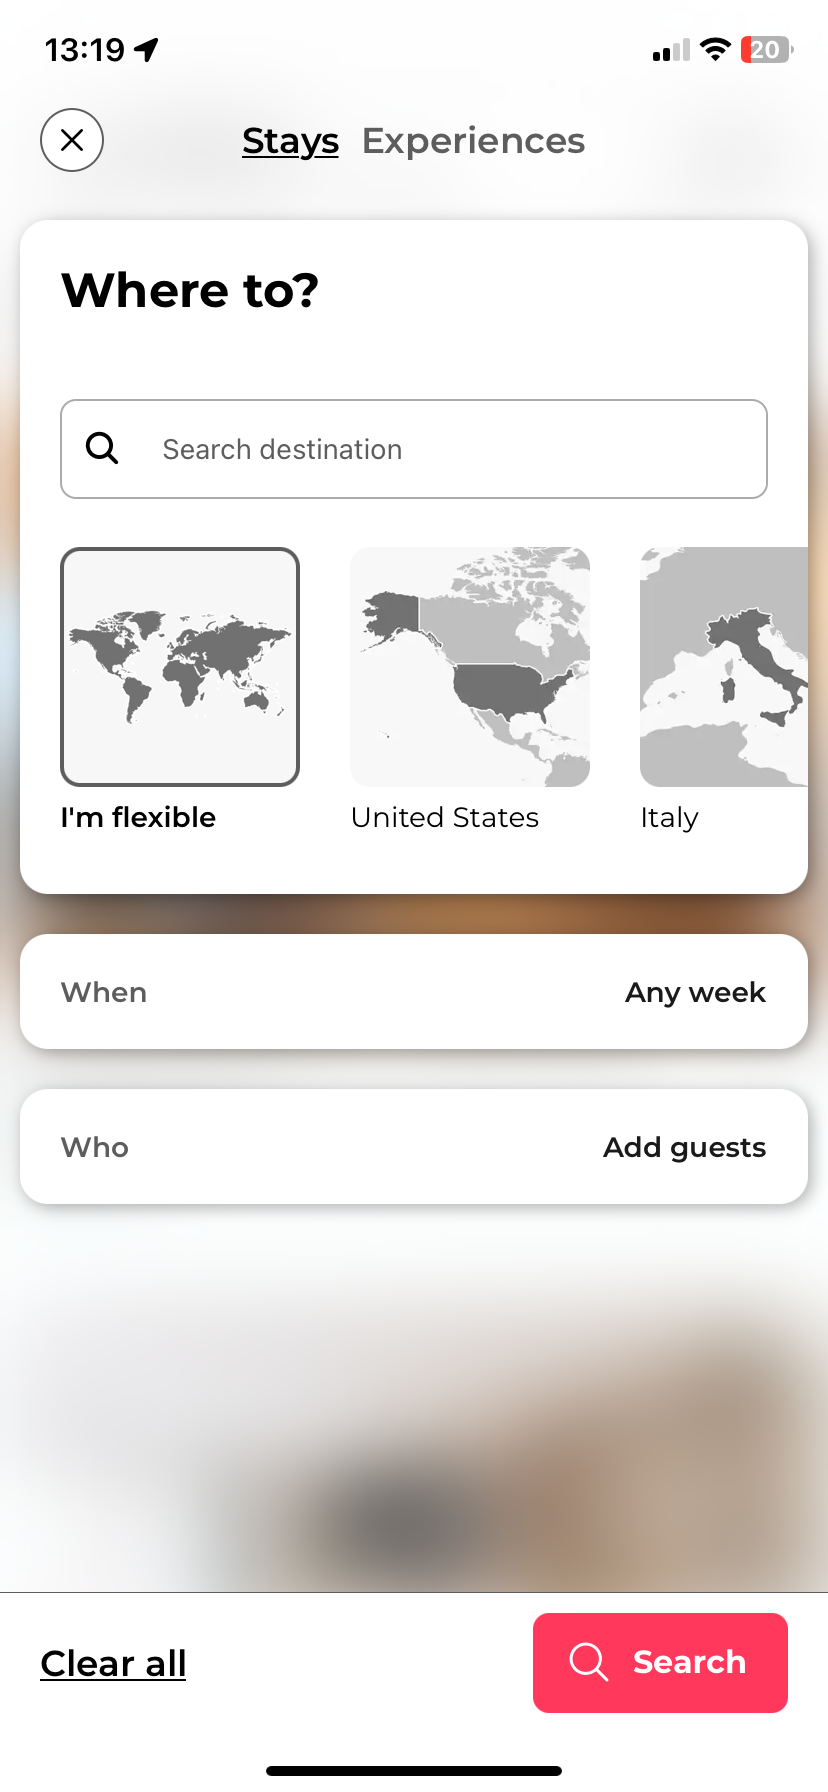 13:19
20
Stays Experiences
Where to?
Search destination
I'm flexible United States Italy
When Any week
Who Add guests
Clear all Search